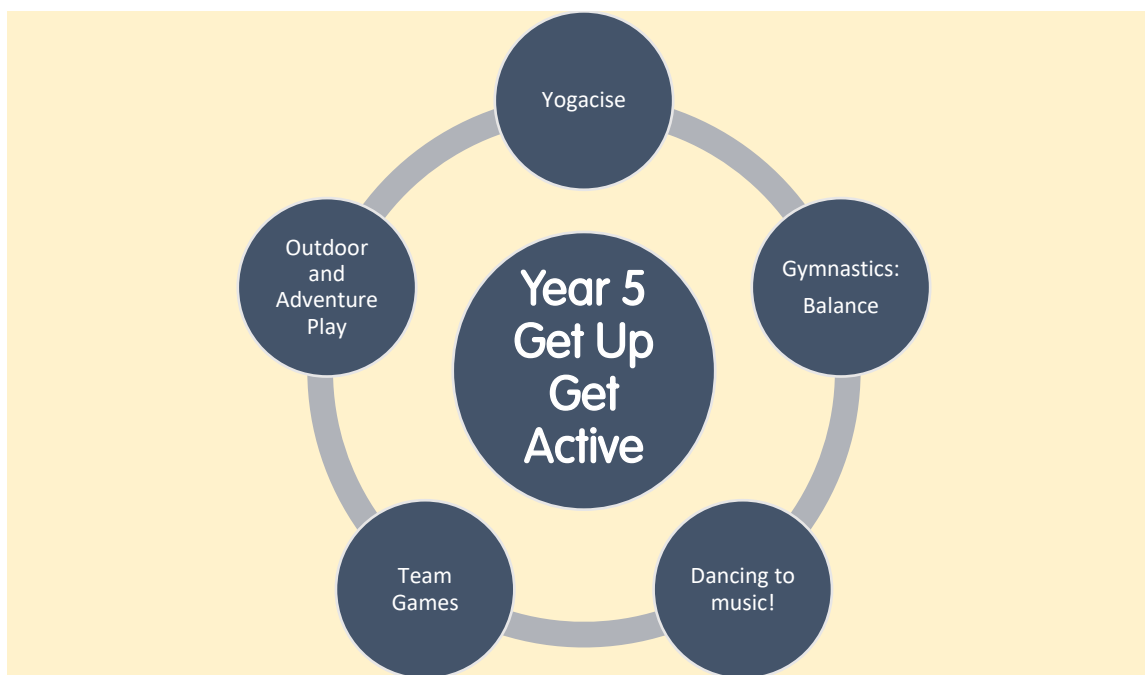 Yogacise
Gymnastics:
Balance
Dancing to
music!
Team
Games
Outdoor
and
Adventure
Play
Year 5
Get Up
Get
Active